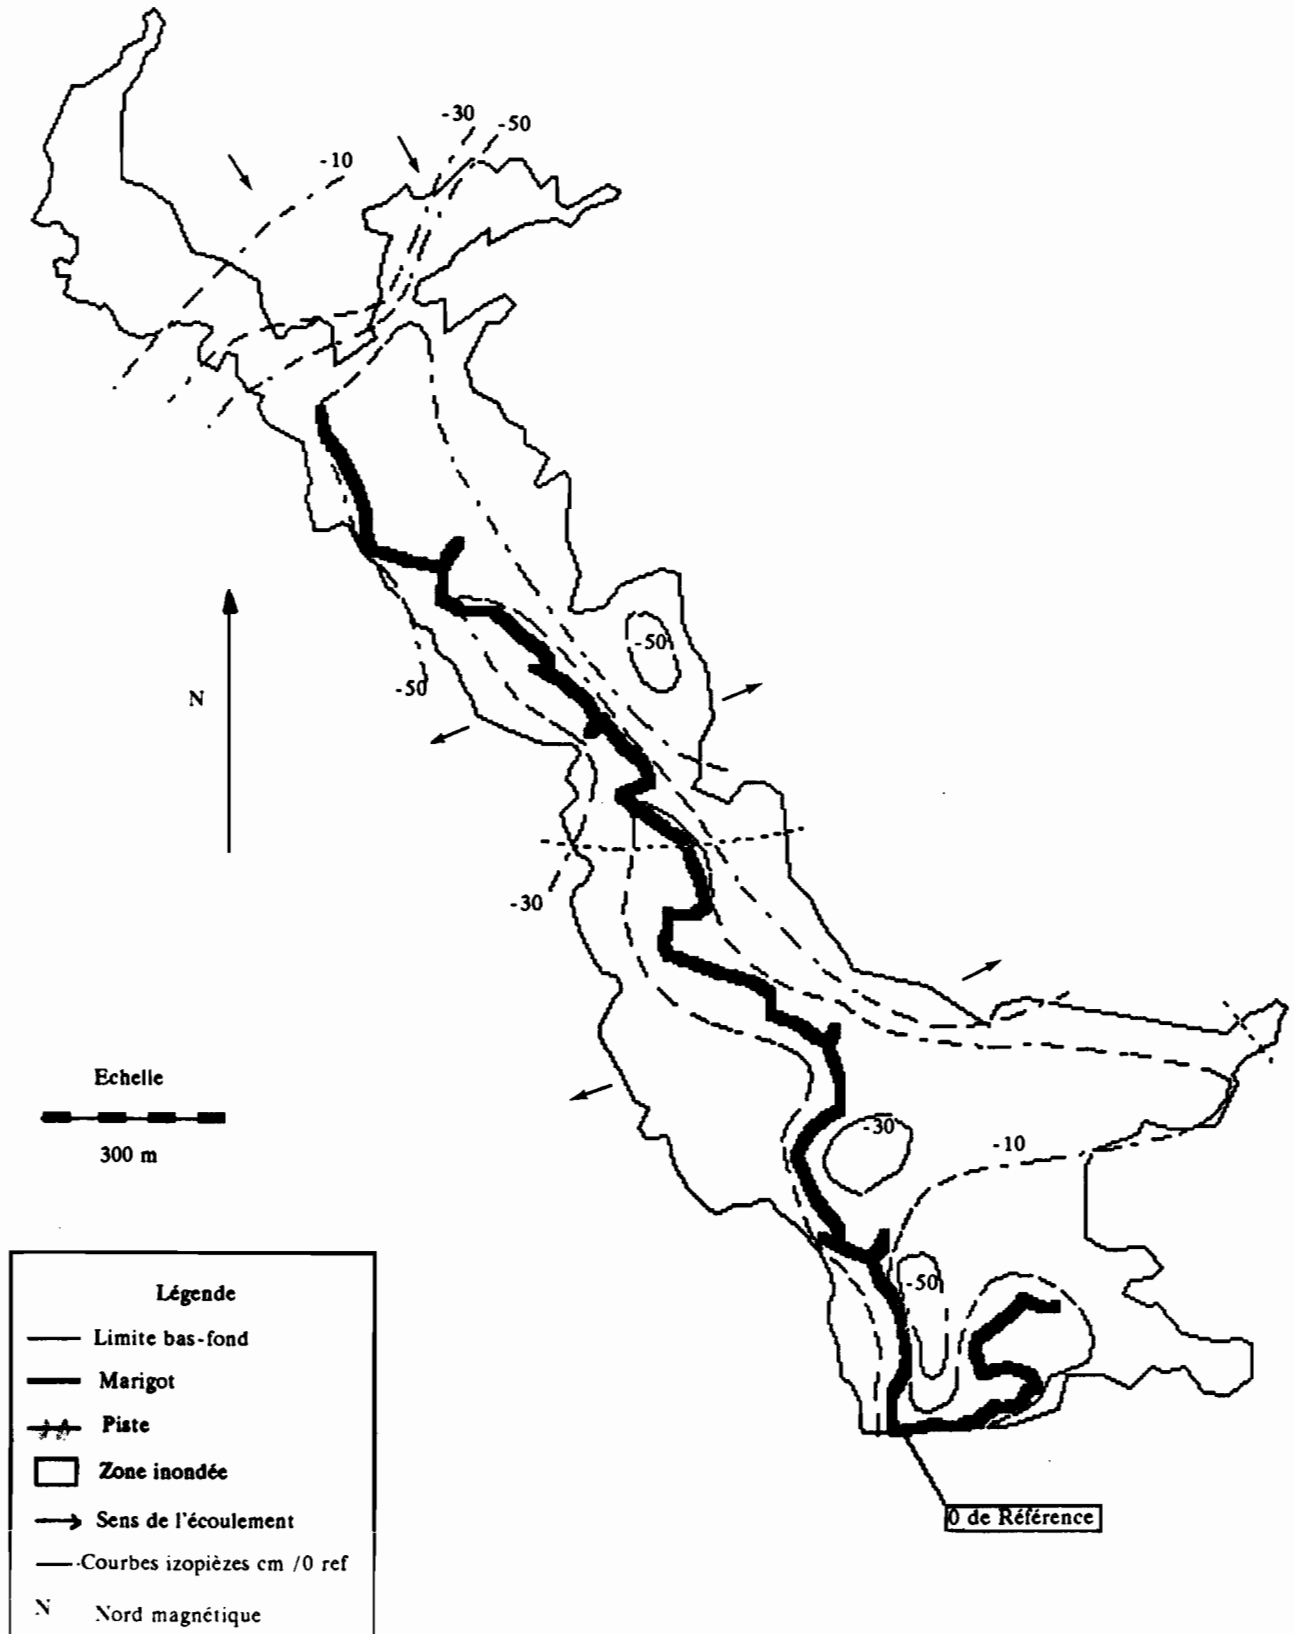 -30
-50
-10
-50
N
-50
-30
Echelle
300 m
-30
-10
-50
Légende
Limite bas-fond
Marigot
Piste
Zone inondée
Sens de l'écoulement
Courbes izopièzes cm /0 ref
N Nord magnétique
0 de Référence